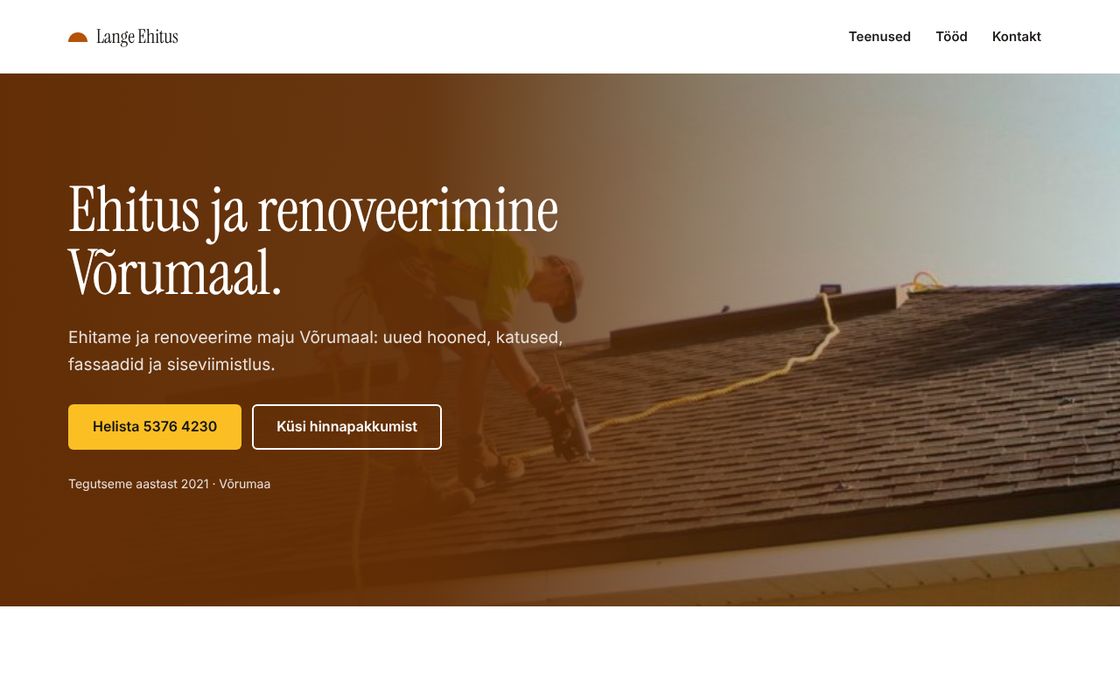 Lange Ehitus
Teenused
Tööd
Kontakt
Ehitus ja renoveerimine
Võrumaal.
Ehitame ja renoveerime maju Võrumaal: uued hooned, katused,
fassaadid ja siseviimistlus.
Helista 5376 4230
Küsi hinnapakkumist
Tegutseme aastast 2021 · Võrumaa